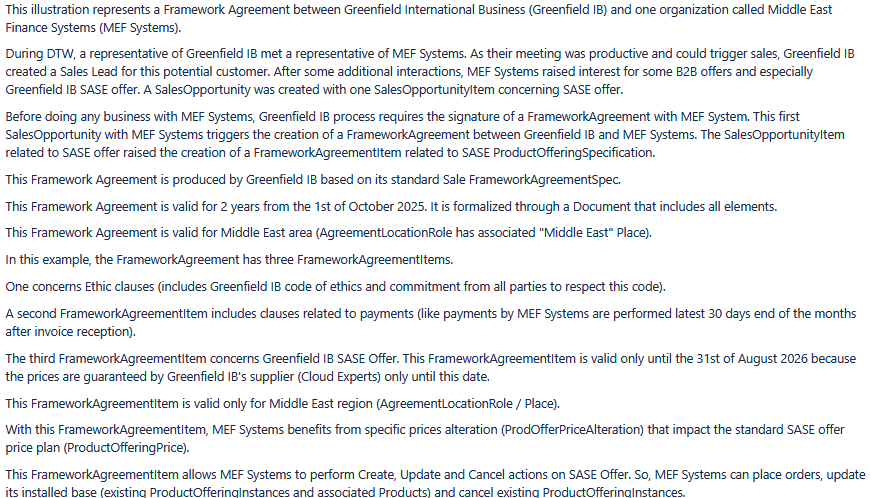 This illustration represents a Framework Agreement between Greenfield International Business (Greenfield IB) and one organization called Middle East
Finance Systems (MEF Systems).
During DTW, a representative of Greenfield IB met a representative of MEF Systems. As their meeting was productive and could trigger sales, Greenfield IB
created a Sales Lead for this potential customer. After some additional interactions, MEF Systems raised interest for some B2B offers and especially
Greenfield IB SASE offer. A SalesOpportunity was created with one SalesOpportunityItem concerning SASE offer.
Before doing any business with MEF Systems, Greenfield IB process requires the signature of a FrameworkAgreement with MEF System. This first
SalesOpportunity with MEF Systems triggers the creation of a FrameworkAgreement between Greenfield IB and MEF Systems. The SalesOpportunityItem
related to SASE offer raised the creation of a FrameworkAgreementItem related to SASE ProductOfferingSpecification.
This Framework Agreement is produced by Greenfield IB based on its standard Sale FrameworkAgreementSpec.
This Framework Agreement is valid for 2 years from the 1st of October 2025. It is formalized through a Document that includes all elements.
This Framework Agreement is valid for Middle East area (AgreementLocationRole has associated "Middle East" Place).
In this example, the FrameworkAgreement has three FrameworkAgreementItems.
One concerns Ethic clauses (includes Greenfield IB code of ethics and commitment from all parties to respect this code).
A second FrameworkAgreementItem includes clauses related to payments (like payments by MEF Systems are performed latest 30 days end of the months
after invoice reception).
The third FrameworkAgreementItem concerns Greenfield IB SASE Offer. This FrameworkAgreementItem is valid only until the 31st of August 2026 because
the prices are guaranteed by Greenfield IB's supplier (Cloud Experts) only until this date.
This FrameworkAgreementItem is valid only for Middle East region (AgreementLocationRole / Place).
With this FrameworkAgreementItem, MEF Systems benefits from specific prices alteration (ProdOfferPriceAlteration) that impact the standard SASE offer
price plan (ProductOfferingPrice).
This FrameworkAgreementItem allows MEF Systems to perform Create, Update and Cancel actions on SASE Offer. So, MEF Systems can place orders, update
its installed base (existing ProductOfferingInstances and associated Products) and cancel existing ProductOfferingInstances.